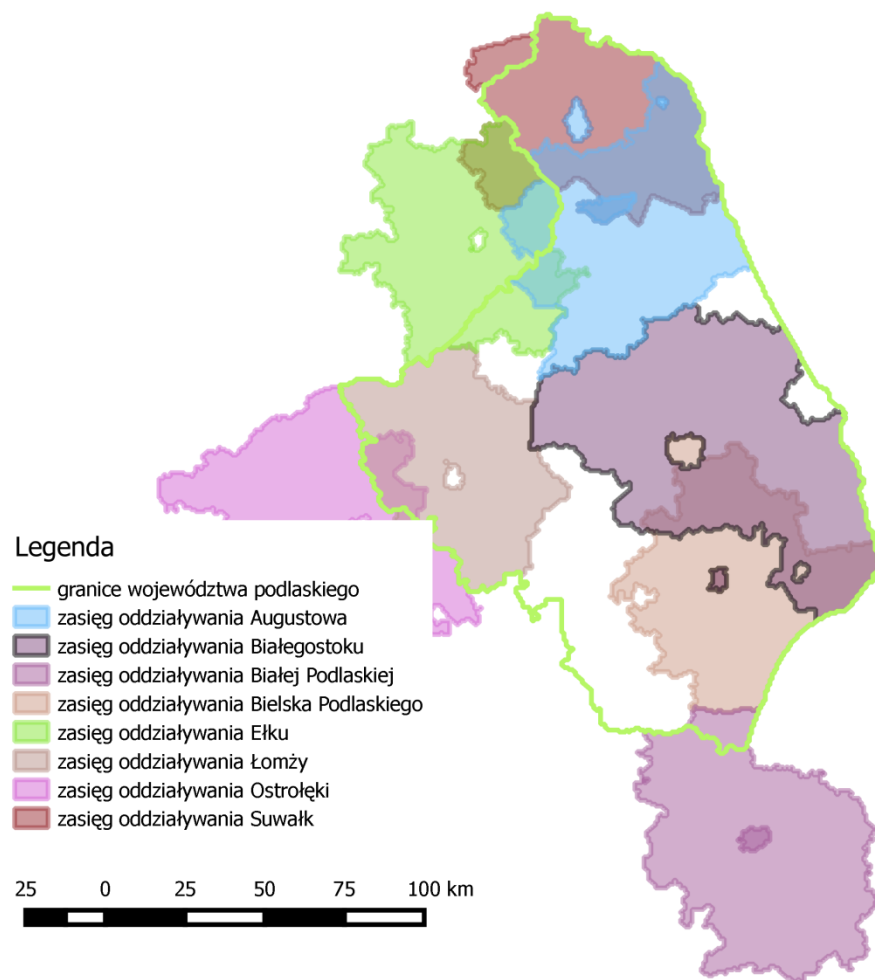 Legenda
granice województwa podlaskiego
zasięg oddziaływania Augustowa
zasięg oddziaływania Białegostoku
zasięg oddziaływania Białej Podlaskiej
zasięg oddziaływania Bielska Podlaskiego
zasięg oddziaływania Ełku
zasięg oddziaływania Łomży
zasięg oddziaływania Ostrołęki
zasięg oddziaływania Suwałk
25 0 25 50 75 100 km